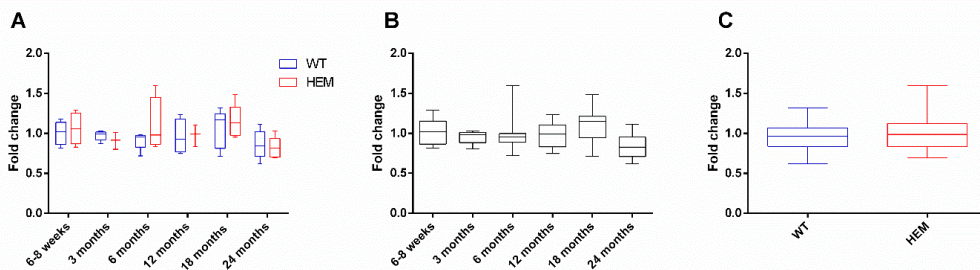 A
Fold change
2.0
1.5
1.0
0.5
0.0
WT
HEM
6-8 weeks
3 months
6 months
12 months
18 months
24 months
B
Fold change
2.0
1.5
1.0
0.5
0.0
6-8 weeks
3 months
6 months
12 months
18 months
24 months
C
Fold change
2.0
1.5
1.0
0.5
0.0
WT
HEM